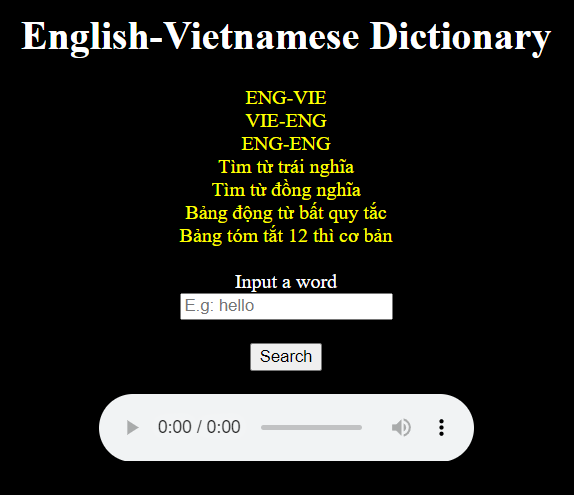 English-Vietnamese Dictionary
ENG-VIE
VIE-ENG
ENG-ENG
Tìm từ trái nghĩa
Tìm từ đồng nghĩa
Bảng động từ bất quy tắc
Bảng tóm tắt 12 thì cơ bản
Input a word
E.g: hello
Search
0:00 / 0:00